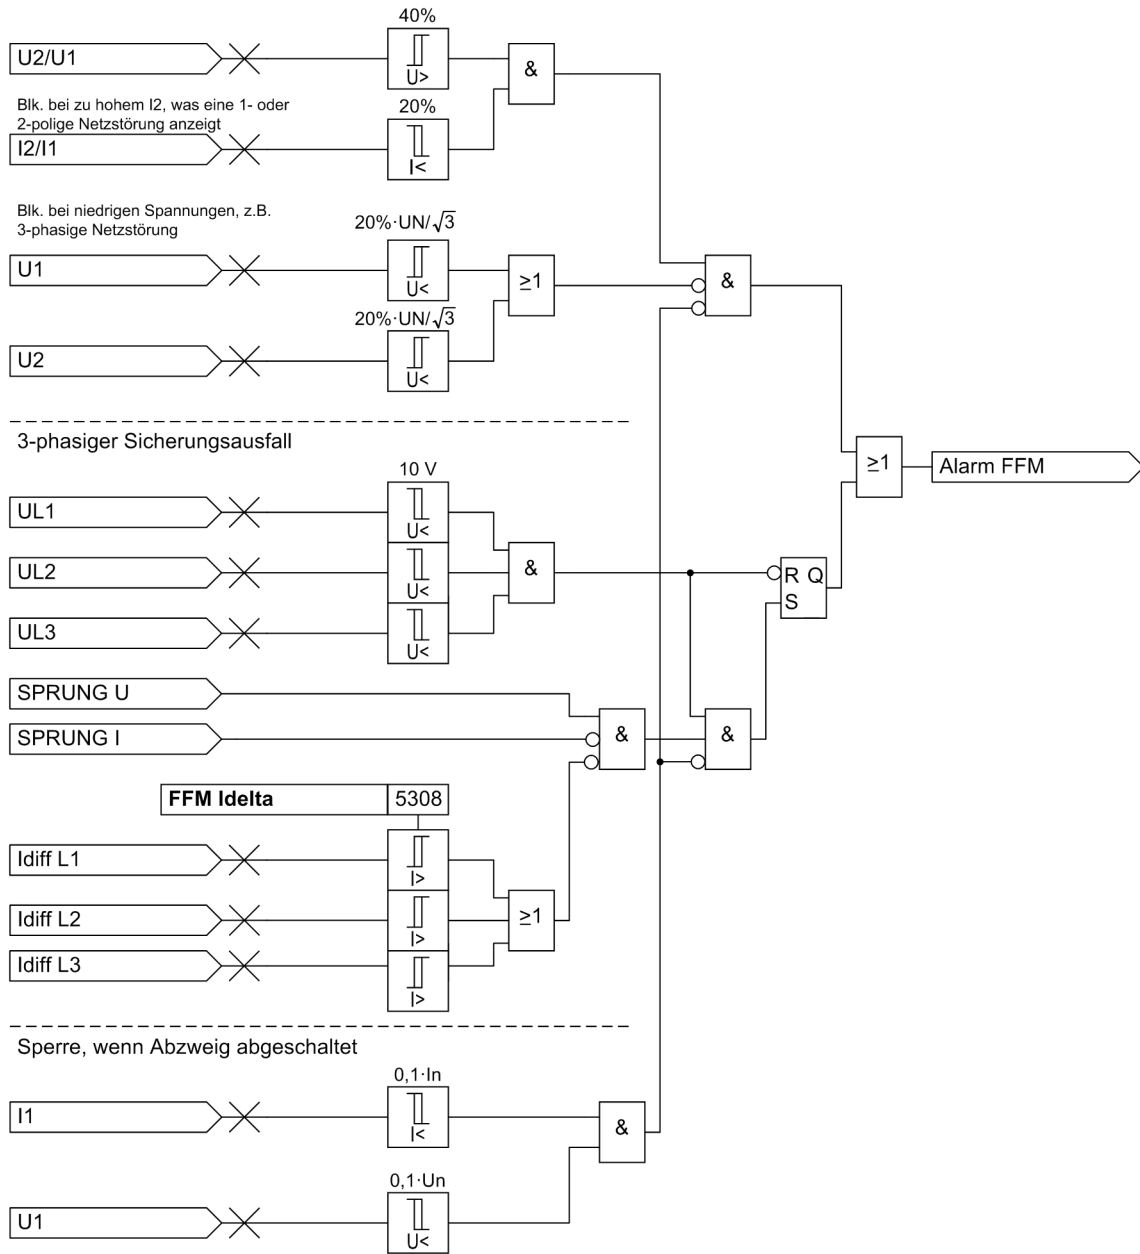 40%
U2/U1
U>
&
Blk. bei zu hohem I2, was eine 1- oder
2-polige Netzstörung anzeigt
20%
I2/I1
I<
Blk. bei niedrigen Spannungen, z.B.
3-phasige Netzstörung
20%·UN/√3
U1
U<
≥1
&
20%·UN/√3
U2
U<
3-phasiger Sicherungsausfall
≥1
Alarm FFM
10 V
UL1
U<
UL2
U<
&
R Q
S
UL3
U<
SPRUNG U
SPRUNG I
&
&
FFM Idelta 5308
Idiff L1
I>
Idiff L2
I>
≥1
Idiff L3
I>
Sperre, wenn Abzweig abgeschaltet
0,1·In
I1
I<
&
0,1·Un
U1
U<